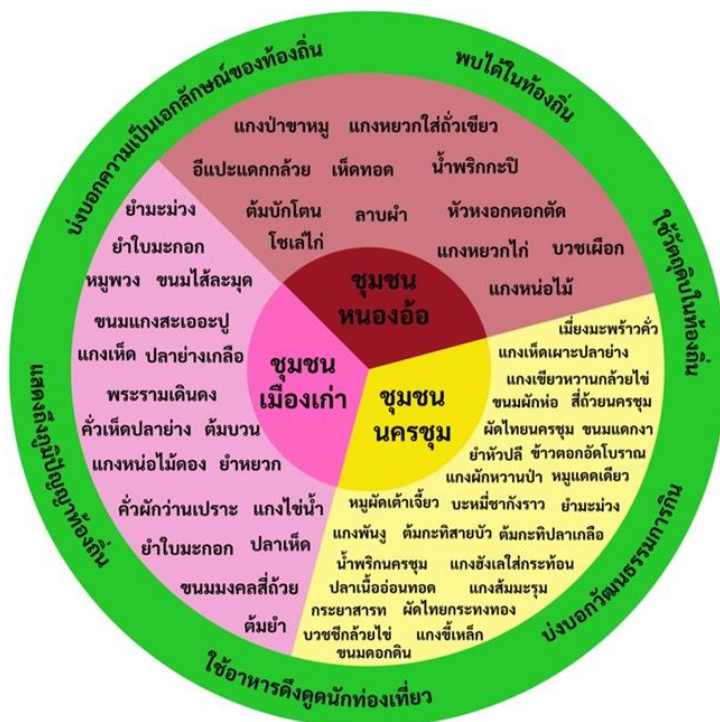 บ่งบอกความเป็นเอกลักษณ์ของท้องถิ่น
พบได้ในท้องถิ่น
ใช้วัตถุดิบในท้องถิ่น
บ่งบอกวัฒนธรรมการกิน
ใช้อาหารดึงดูดนักท่องเที่ยว
แสดงถึงภูมิปัญญาท้องถิ่น
ชุมชน
หนองอ้อ
แกงป่าขาหมู แกงหยวกใส่ถั่วเขียว
อีแปะแดกกล้วย เห็ดทอด น้ำพริกกะปิ
ต้มบักโตน ลาบผำ หัวหงอกตอกตัด
โชเล่ไก่ แกงหยวกไก่ บวชเผือก
แกงหน่อไม้
ชุมชน
เมืองเก่า
ยำมะม่วง
ยำใบมะกอก
หมูพวง ขนมไส้ละมุด
ขนมแกงสะเออะปู
แกงเห็ด ปลาย่างเกลือ
พระรามเดินดง
คั่วเห็ดปลาย่าง ต้มบวน
แกงหน่อไม้ดอง ยำหยวก
คั่วผักว่านเปราะ แกงไข่น้ำ
ยำใบมะกอก ปลาเห็ด
ขนมมงคลสี่ถ้วย
ต้มยำ
ชุมชน
นครชุม
เมี่ยงมะพร้าวคั่ว
แกงเห็ดเผาะปลาย่าง
แกงเขียวหวานกล้วยไข่
ขนมผักห่อ สี่ถ้วยนครชุม
ผัดไทยนครชุม ขนมแดกงา
ยำหัวปลี ข้าวตอกอัดโบราณ
แกงผักหวานป่า หมูแดดเดียว
หมูผัดเต้าเจี้ยว บะหมี่ชากังราว ยำมะม่วง
แกงพันงู ต้มกะทิสายบัว ต้มกะทิปลาเกลือ
น้ำพริกนครชุม แกงฮังเลใส่กระท้อน
ปลาเนื้ออ่อนทอด แกงส้มมะรุม
กระยาสารท ผัดไทยกระทงทอง
บวชชีกล้วยไข่ แกงขี้เหล็ก
ขนมดอกดิน